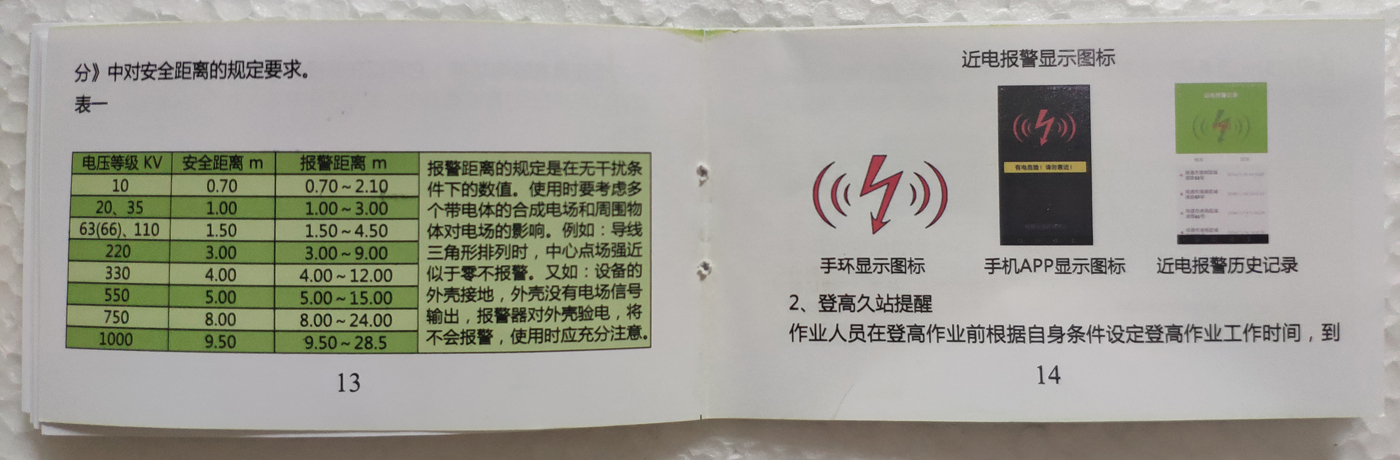 分》中对安全距离的规定要求。
表一
电压等级 KV 安全距离 m 报警距离 m
10 0.70 0.70~2.10
20、35 1.00 1.00~3.00
63(66)、110 1.50 1.50~4.50
220 3.00 3.00~9.00
330 4.00 4.00~12.00
550 5.00 5.00~15.00
750 8.00 8.00~24.00
1000 9.50 9.50~28.5
报警距离的规定是在无干扰条
件下的数值。使用时要考虑多
个带电体的合成电场和周围物
体对电场的影响。例如：导线
三角形排列时，中心点场强近
似于零不报警。又如：设备的
外壳接地，外壳没有电场信号
输出，报警器对外壳验电，将
不会报警，使用时应充分注意。
13
近电报警显示图标
有电危险！请勿靠近！
手环显示图标 手机APP显示图标 近电报警历史记录
2、登高久站提醒
作业人员在登高作业前根据自身条件设定登高作业工作时间，到
14